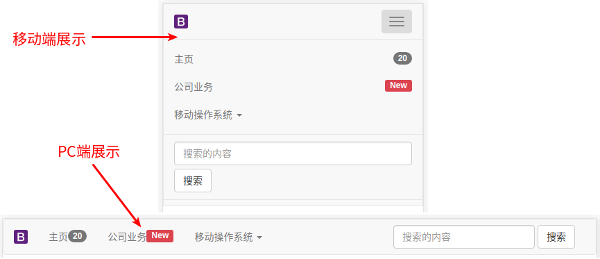 B
移动端展示
主页 20
公司业务 New
移动操作系统
搜索的内容
搜索
PC端展示
B 主页 20 公司业务 New 移动操作系统 搜索的内容 搜索